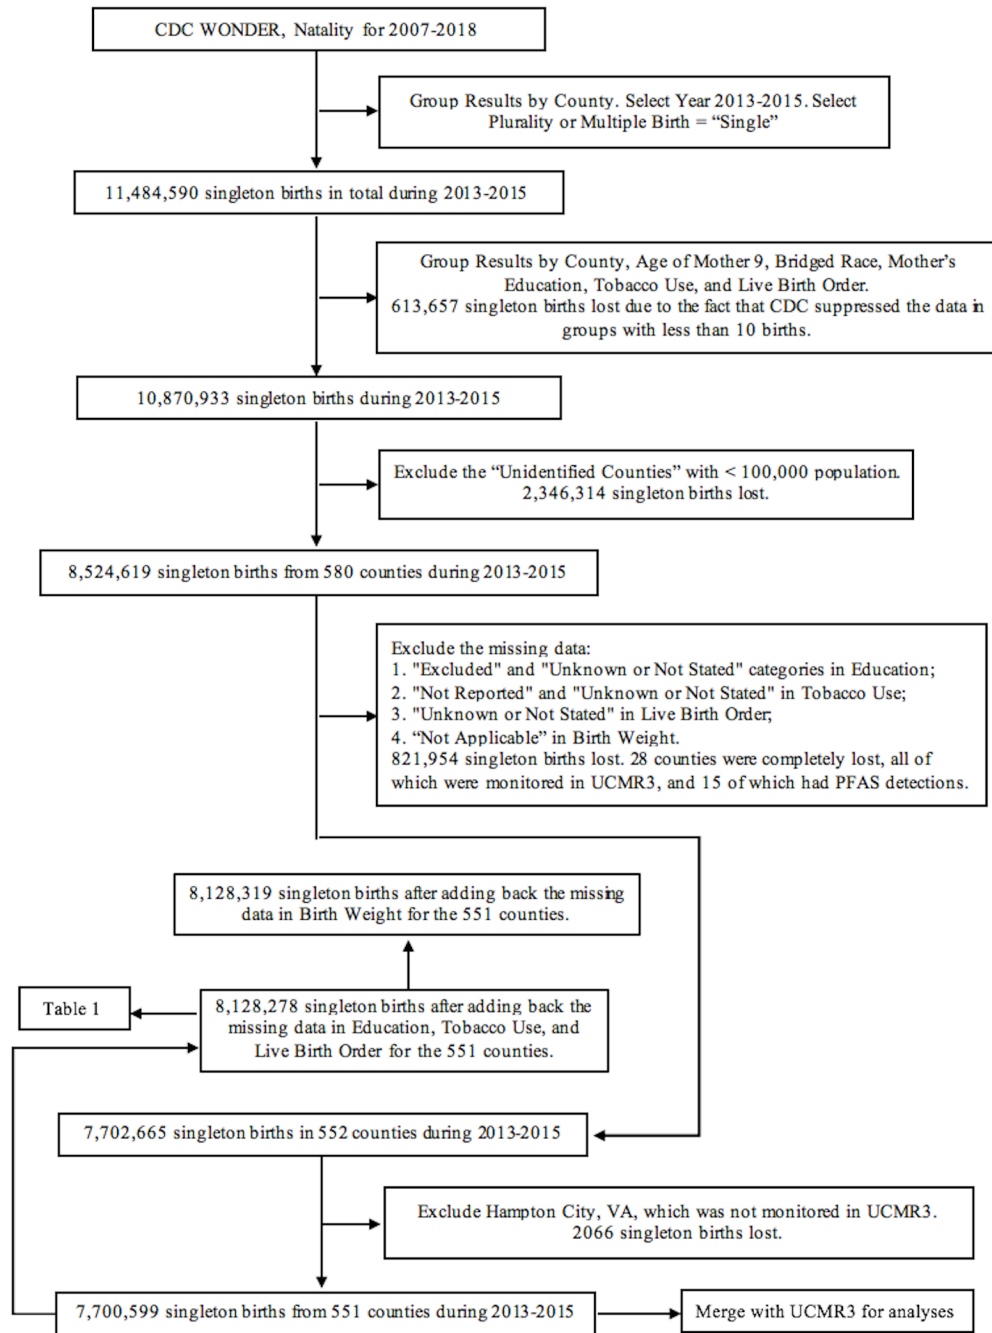 CDC WONDER, Natality for 2007-2018
Group Results by County. Select Year 2013-2015. Select
Plurality or Multiple Birth = “Single”
11,484,590 singleton births in total during 2013-2015
Group Results by County, Age of Mother 9, Bridged Race, Mother's
Education, Tobacco Use, and Live Birth Order.
613,657 singleton births lost due to the fact that CDC suppressed the data in
groups with less than 10 births.
10,870,933 singleton births during 2013-2015
Exclude the “Unidentified Counties” with < 100,000 population.
2,346,314 singleton births lost.
8,524,619 singleton births from 580 counties during 2013-2015
Exclude the missing data:
1. "Excluded" and "Unknown or Not Stated" categories in Education;
2. "Not Reported" and "Unknown or Not Stated" in Tobacco Use;
3. "Unknown or Not Stated" in Live Birth Order;
4. “Not Applicable” in Birth Weight.
821,954 singleton births lost. 28 counties were completely lost, all of
which were monitored in UCMR3, and 15 of which had PFAS detections.
8,128,319 singleton births after adding back the missing
data in Birth Weight for the 551 counties.
Table 1
8,128,278 singleton births after adding back the
missing data in Education, Tobacco Use, and
Live Birth Order for the 551 counties.
7,702,665 singleton births in 552 counties during 2013-2015
Exclude Hampton City, VA, which was not monitored in UCMR3.
2066 singleton births lost.
7,700,599 singleton births from 551 counties during 2013-2015
Merge with UCMR3 for analyses